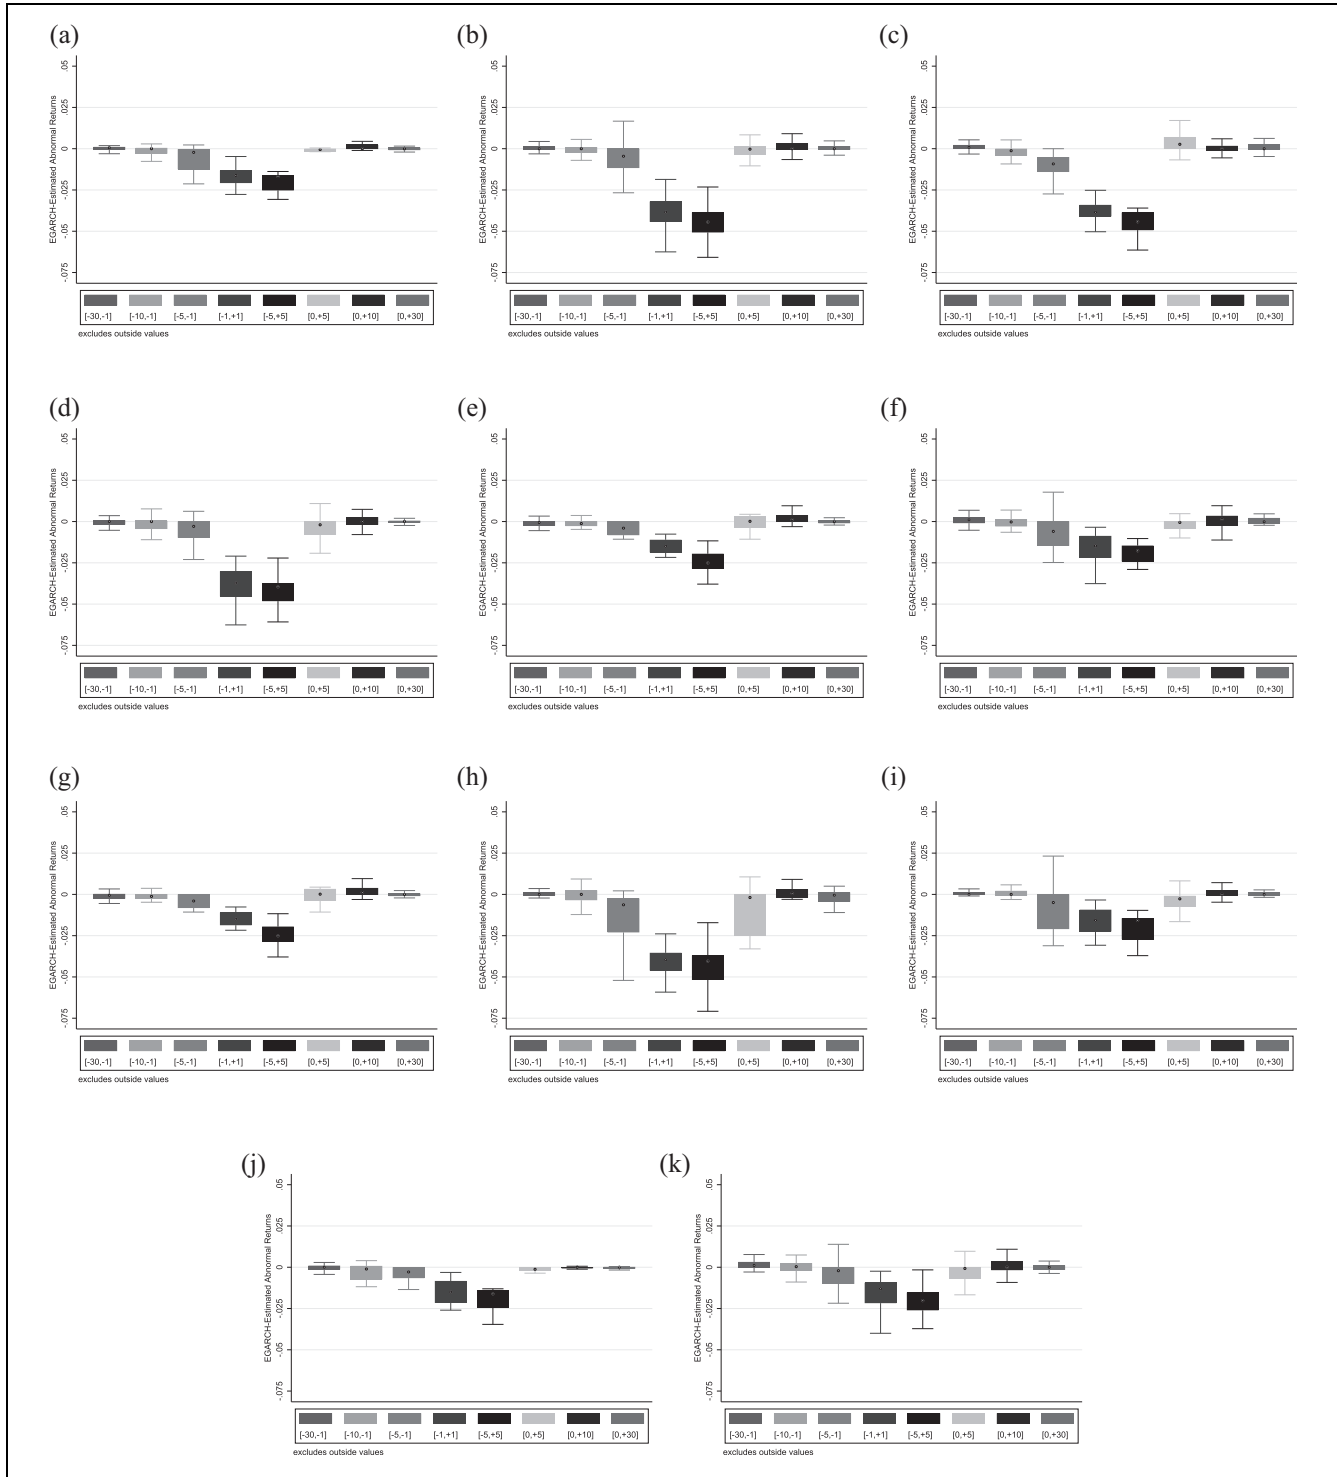 (a)
EGARCH-Estimated Abnormal Returns
.05
.025
0
-.025
-.05
-.075
[-30,-1] [-10,-1] [-5,-1] [-1,+1] [-5,+5] [0,+5] [0,+10] [0,+30]
excludes outside values
(b)
EGARCH-Estimated Abnormal Returns
.05
.025
0
-.025
-.05
-.075
[-30,-1] [-10,-1] [-5,-1] [-1,+1] [-5,+5] [0,+5] [0,+10] [0,+30]
excludes outside values
(c)
EGARCH-Estimated Abnormal Returns
.05
.025
0
-.025
-.05
-.075
[-30,-1] [-10,-1] [-5,-1] [-1,+1] [-5,+5] [0,+5] [0,+10] [0,+30]
excludes outside values
(d)
EGARCH-Estimated Abnormal Returns
.05
.025
0
-.025
-.05
-.075
[-30,-1] [-10,-1] [-5,-1] [-1,+1] [-5,+5] [0,+5] [0,+10] [0,+30]
excludes outside values
(e)
EGARCH-Estimated Abnormal Returns
.05
.025
0
-.025
-.05
-.075
[-30,-1] [-10,-1] [-5,-1] [-1,+1] [-5,+5] [0,+5] [0,+10] [0,+30]
excludes outside values
(f)
EGARCH-Estimated Abnormal Returns
.05
.025
0
-.025
-.05
-.075
[-30,-1] [-10,-1] [-5,-1] [-1,+1] [-5,+5] [0,+5] [0,+10] [0,+30]
excludes outside values
(g)
EGARCH-Estimated Abnormal Returns
.05
.025
0
-.025
-.05
-.075
[-30,-1] [-10,-1] [-5,-1] [-1,+1] [-5,+5] [0,+5] [0,+10] [0,+30]
excludes outside values
(h)
EGARCH-Estimated Abnormal Returns
.05
.025
0
-.025
-.05
-.075
[-30,-1] [-10,-1] [-5,-1] [-1,+1] [-5,+5] [0,+5] [0,+10] [0,+30]
excludes outside values
(i)
EGARCH-Estimated Abnormal Returns
.05
.025
0
-.025
-.05
-.075
[-30,-1] [-10,-1] [-5,-1] [-1,+1] [-5,+5] [0,+5] [0,+10] [0,+30]
excludes outside values
(j)
EGARCH-Estimated Abnormal Returns
.05
.025
0
-.025
-.05
-.075
[-30,-1] [-10,-1] [-5,-1] [-1,+1] [-5,+5] [0,+5] [0,+10] [0,+30]
excludes outside values
(k)
EGARCH-Estimated Abnormal Returns
.05
.025
0
-.025
-.05
-.075
[-30,-1] [-10,-1] [-5,-1] [-1,+1] [-5,+5] [0,+5] [0,+10] [0,+30]
excludes outside values